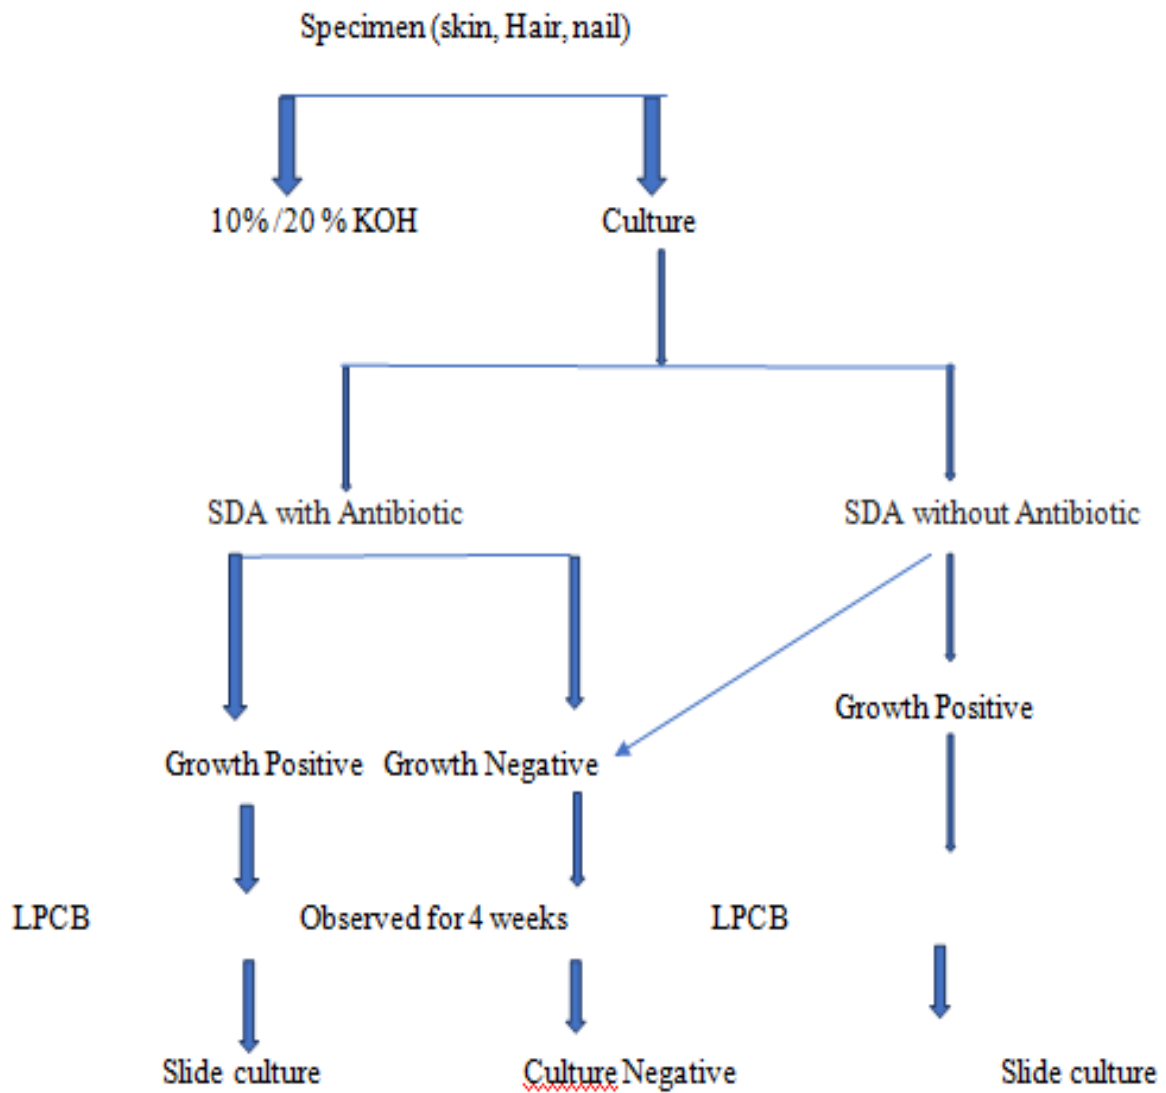 Specimen (skin, Hair, nail)
10% /20 % KOH
Culture
SDA with Antibiotic
SDA without Antibiotic
Growth Positive
Growth Positive
Growth Negative
LPCB
Observed for 4 weeks
LPCB
Slide culture
Culture Negative
Slide culture